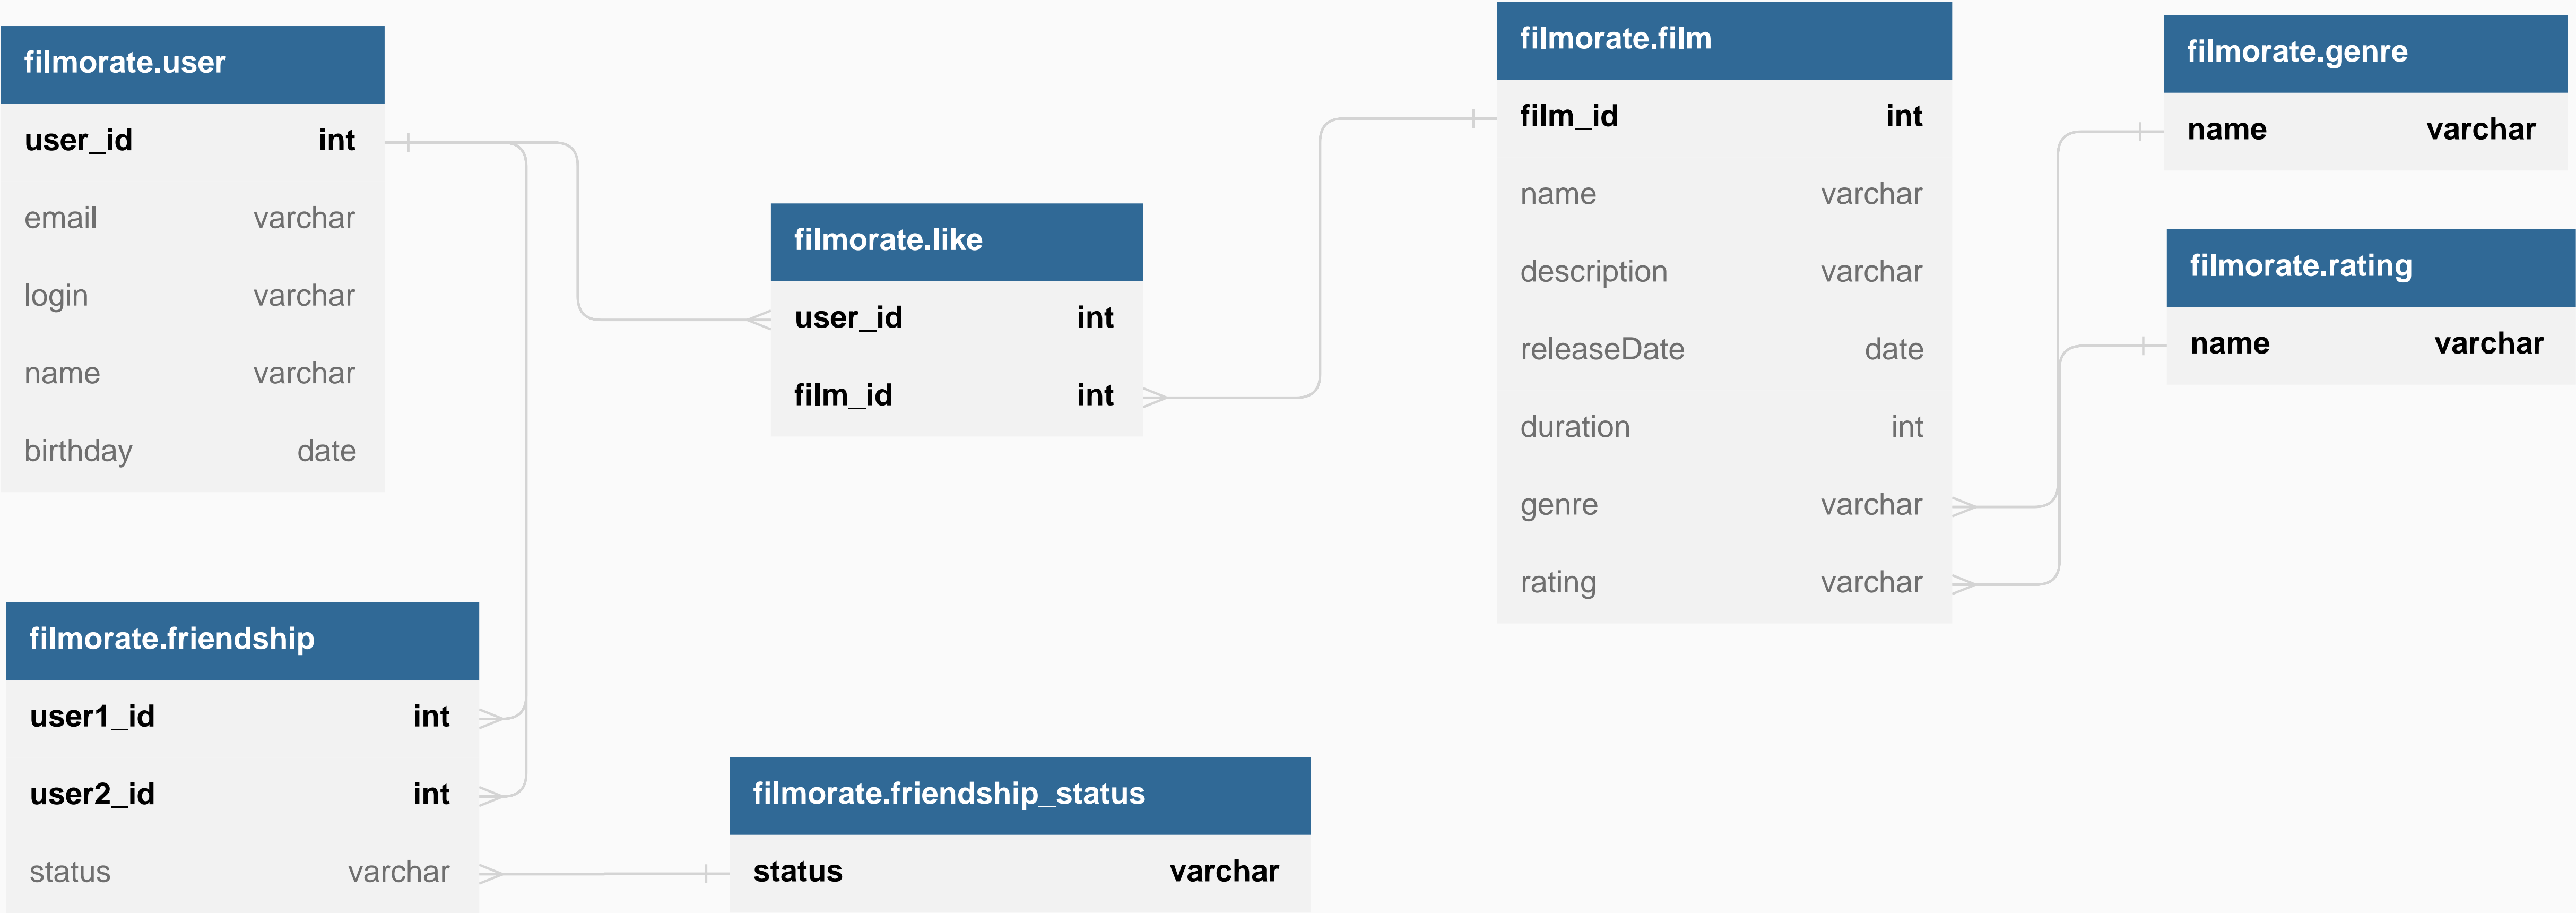 filmorate.user
user_id int
email varchar
login varchar
name varchar
birthday date
filmorate.like
user_id int
film_id int
filmorate.film
film_id int
name varchar
description varchar
releaseDate date
duration int
genre varchar
rating varchar
filmorate.genre
name varchar
filmorate.rating
name varchar
filmorate.friendship
user1_id int
user2_id int
status varchar
filmorate.friendship_status
status varchar